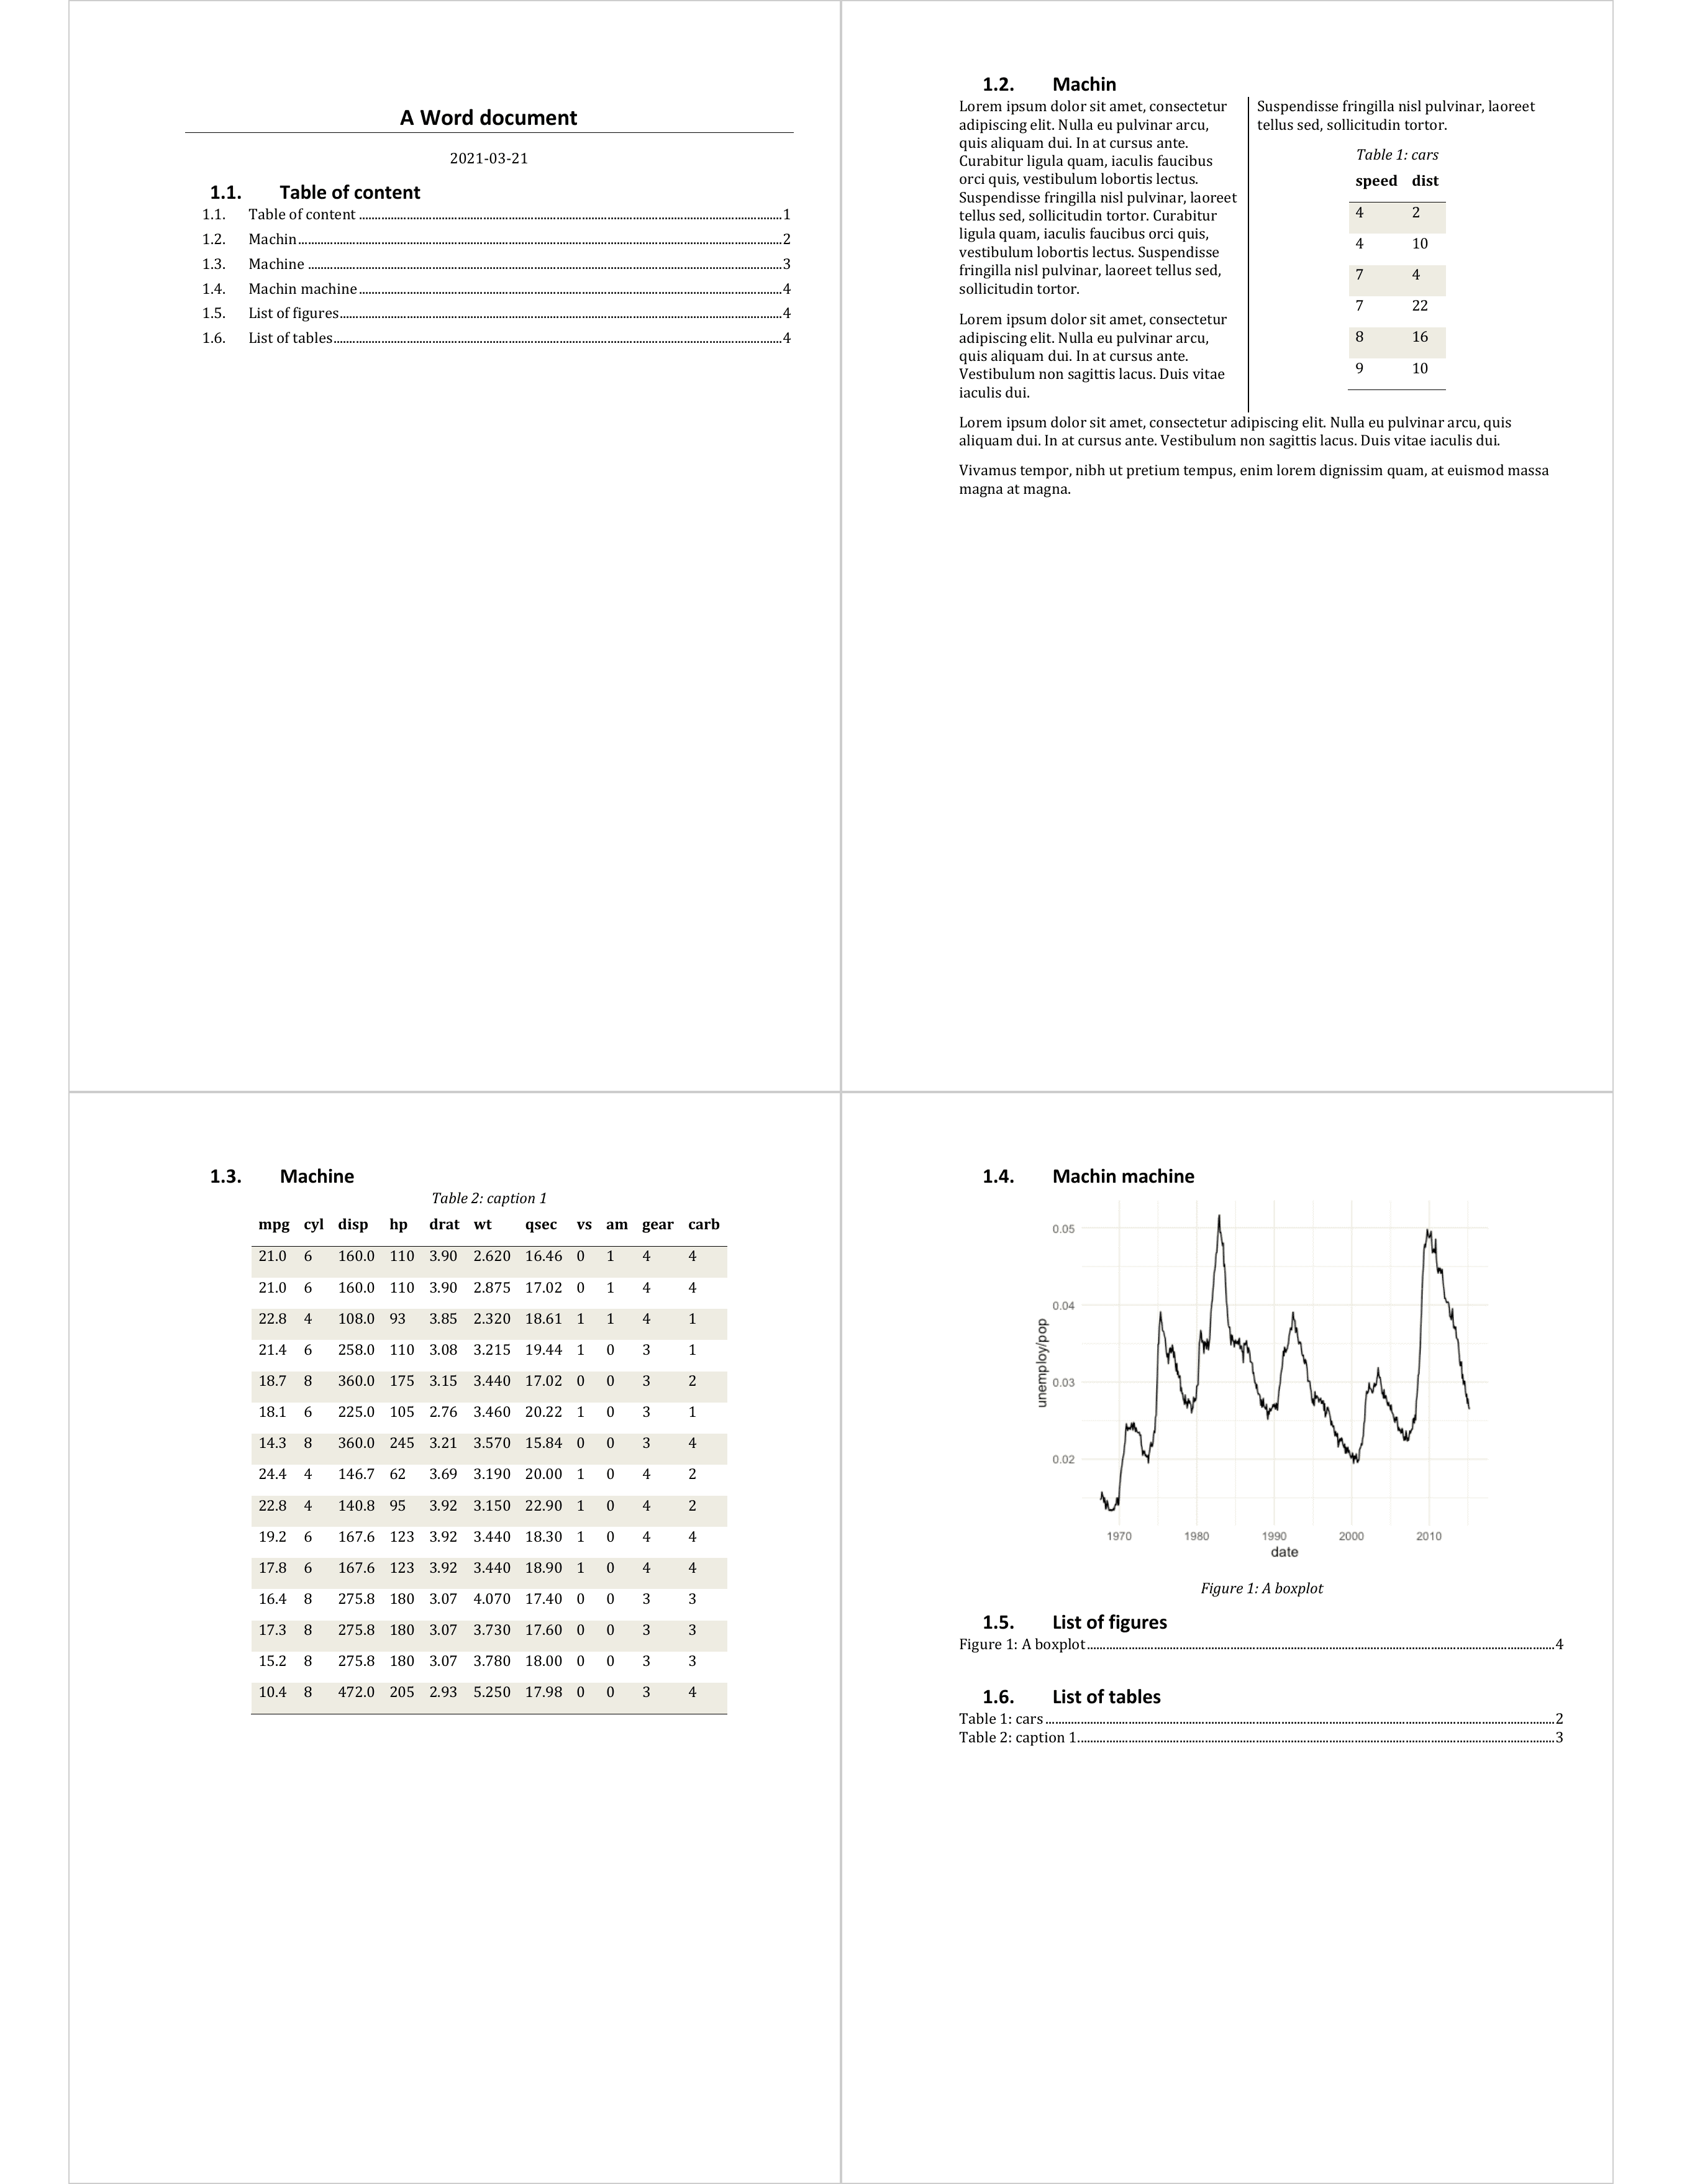 A Word document
2021-03-21
1.1. Table of content
1.1. Table of content 1
1.2. Machin 2
1.3. Machine 3
1.4. Machin machine 4
1.5. List of figures 4
1.6. List of tables 4
1.2. Machin
Lorem ipsum dolor sit amet, consectetur
adipiscing elit. Nulla eu pulvinar arcu,
quis aliquam dui. In at cursus ante.
Curabitur ligula quam, iaculis faucibus
orci quis, vestibulum lobortis lectus.
Suspendisse fringilla nisl pulvinar, laoreet
tellus sed, sollicitudin tortor. Curabitur
ligula quam, iaculis faucibus orci quis,
vestibulum lobortis lectus. Suspendisse
fringilla nisl pulvinar, laoreet tellus sed,
sollicitudin tortor.
Lorem ipsum dolor sit amet, consectetur
adipiscing elit. Nulla eu pulvinar arcu,
quis aliquam dui. In at cursus ante.
Vestibulum non sagittis lacus. Duis vitae
iaculis dui.
Suspendisse fringilla nisl pulvinar, laoreet
tellus sed, sollicitudin tortor.
Table 1: cars
speed dist
4 2
4 10
7 4
7 22
8 16
9 10
Lorem ipsum dolor sit amet, consectetur adipiscing elit. Nulla eu pulvinar arcu, quis
aliquam dui. In at cursus ante. Vestibulum non sagittis lacus. Duis vitae iaculis dui.
Vivamus tempor, nibh ut pretium tempus, enim lorem dignissim quam, at euismod massa
magna at magna.
1.3. Machine
Table 2: caption 1
mpg cyl disp hp drat wt qsec vs am gear carb
21.0 6 160.0 110 3.90 2.620 16.46 0 1 4 4
21.0 6 160.0 110 3.90 2.875 17.02 0 1 4 4
22.8 4 108.0 93 3.85 2.320 18.61 1 1 4 1
21.4 6 258.0 110 3.08 3.215 19.44 1 0 3 1
18.7 8 360.0 175 3.15 3.440 17.02 0 0 3 2
18.1 6 225.0 105 2.76 3.460 20.22 1 0 3 1
14.3 8 360.0 245 3.21 3.570 15.84 0 0 3 4
24.4 4 146.7 62 3.69 3.190 20.00 1 0 4 2
22.8 4 140.8 95 3.92 3.150 22.90 1 0 4 2
19.2 6 167.6 123 3.92 3.440 18.30 1 0 4 4
17.8 6 167.6 123 3.92 3.440 18.90 1 0 4 4
16.4 8 275.8 180 3.07 4.070 17.40 0 0 3 3
17.3 8 275.8 180 3.07 3.730 17.60 0 0 3 3
15.2 8 275.8 180 3.07 3.780 18.00 0 0 3 3
10.4 8 472.0 205 2.93 5.250 17.98 0 0 3 4
1.4. Machin machine
0.05
0.04
0.03
0.02
unemploy/pop
1970 1980 1990 2000 2010
date
Figure 1: A boxplot
1.5. List of figures
Figure 1: A boxplot 4
1.6. List of tables
Table 1: cars 2
Table 2: caption 1 3